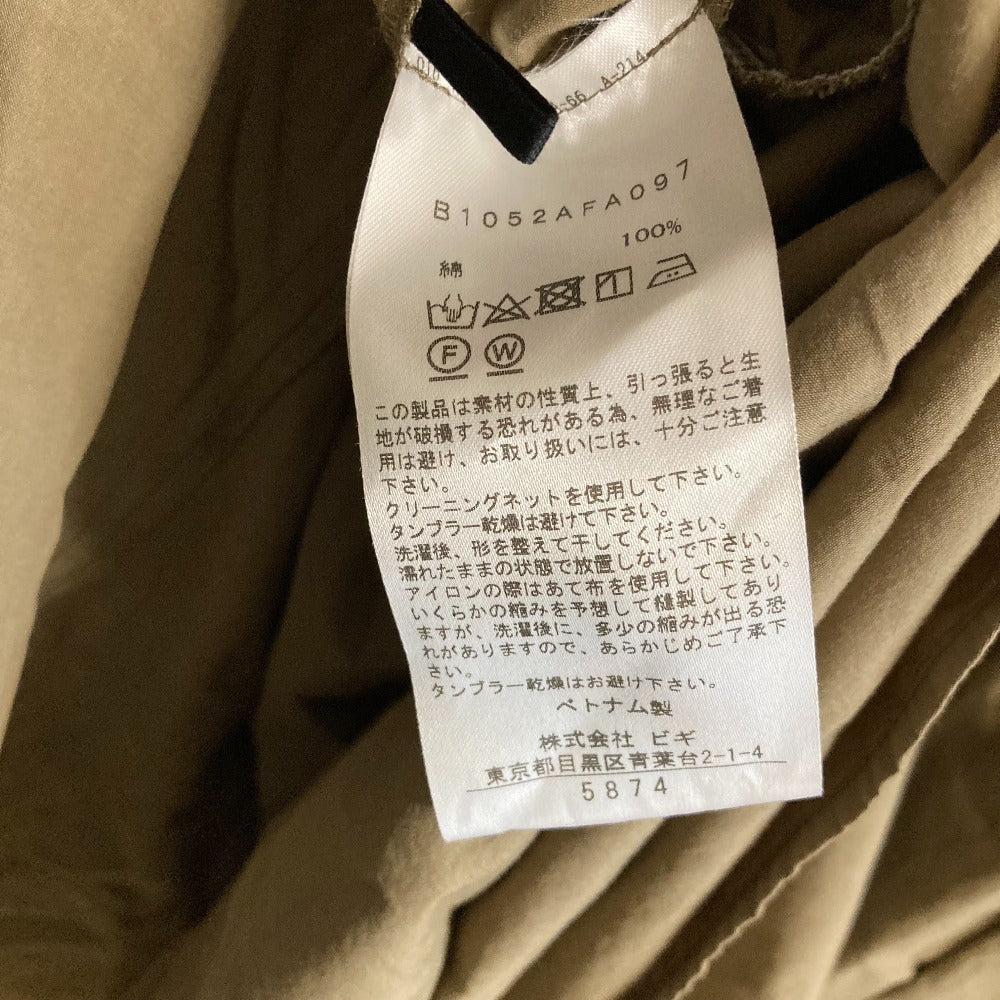 010
-66 A-214
B1052AFA097
綿 100%
1
F W
この製品は素材の性質上、引っ張ると生
地が破損する恐れがある為、無理なご着
用は避け、お取り扱いには、十分ご注意
下さい。
クリーニングネットを使用して下さい。
タンブラー乾燥は避けて下さい。
洗濯後、形を整えて干してください。
濡れたままの状態で放置しないで下さい。
アイロンの際はあて布を使用して下さい。
いくらかの縮みを予想して縫製してあり
ますが、洗濯後に、多少の縮みが出る恐
れがありますので、あらかじめご了承下
さい。
タンブラー乾燥はお避け下さい。
ベトナム製
株式会社 ビギ
東京都目黒区青葉台2-1-4
5874